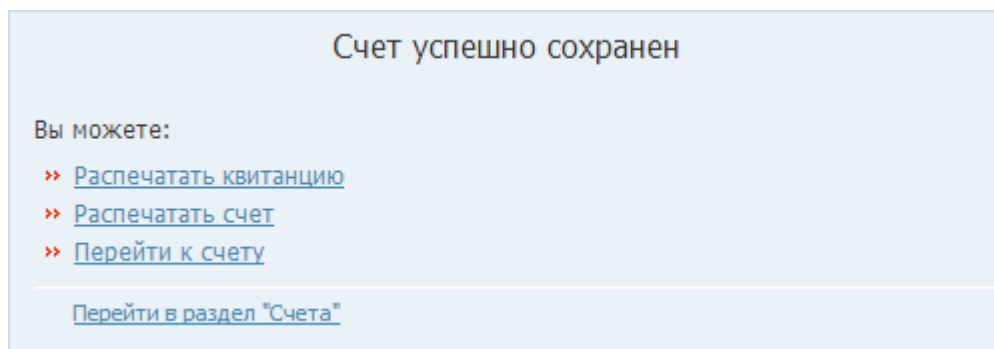 Счет успешно сохранен
Вы можете:
Распечатать квитанцию
Распечатать счет
Перейти к счету
Перейти в раздел "Счета"